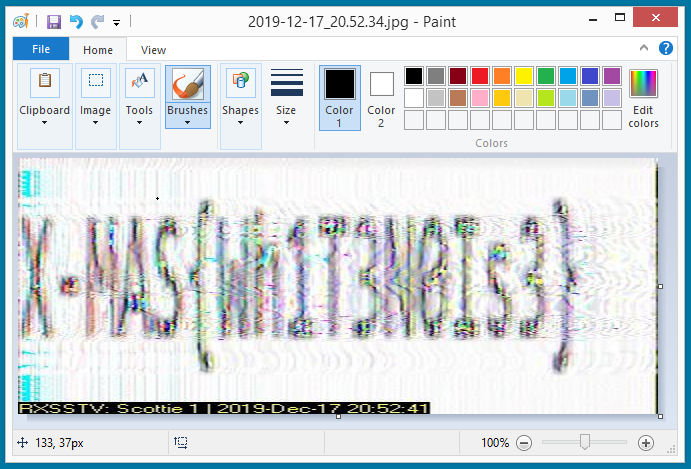 2019-12-17_20.52.34.jpg - Paint
File Home View
Clipboard
Image
Tools
Brushes
Shapes
Size
Color 1
Color 2
Edit colors
Colors
X-MAS{Wh1T3N0Is3}
RXSSTV: Scottie 1 | 2019-Dec-17 20:52:41
133, 37px
100%